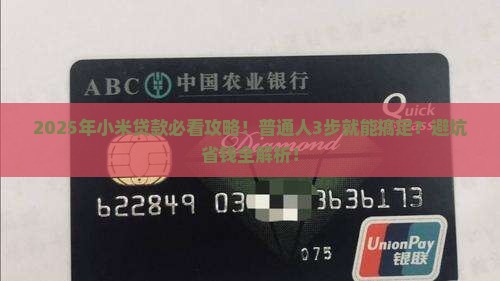 ABC 中国农业银行
Quick
2025年小米贷款必看攻略！普通人3步就能搞定，避坑
省钱全解析！
Diamond
622849 03 3636173
075
UnionPay
银联